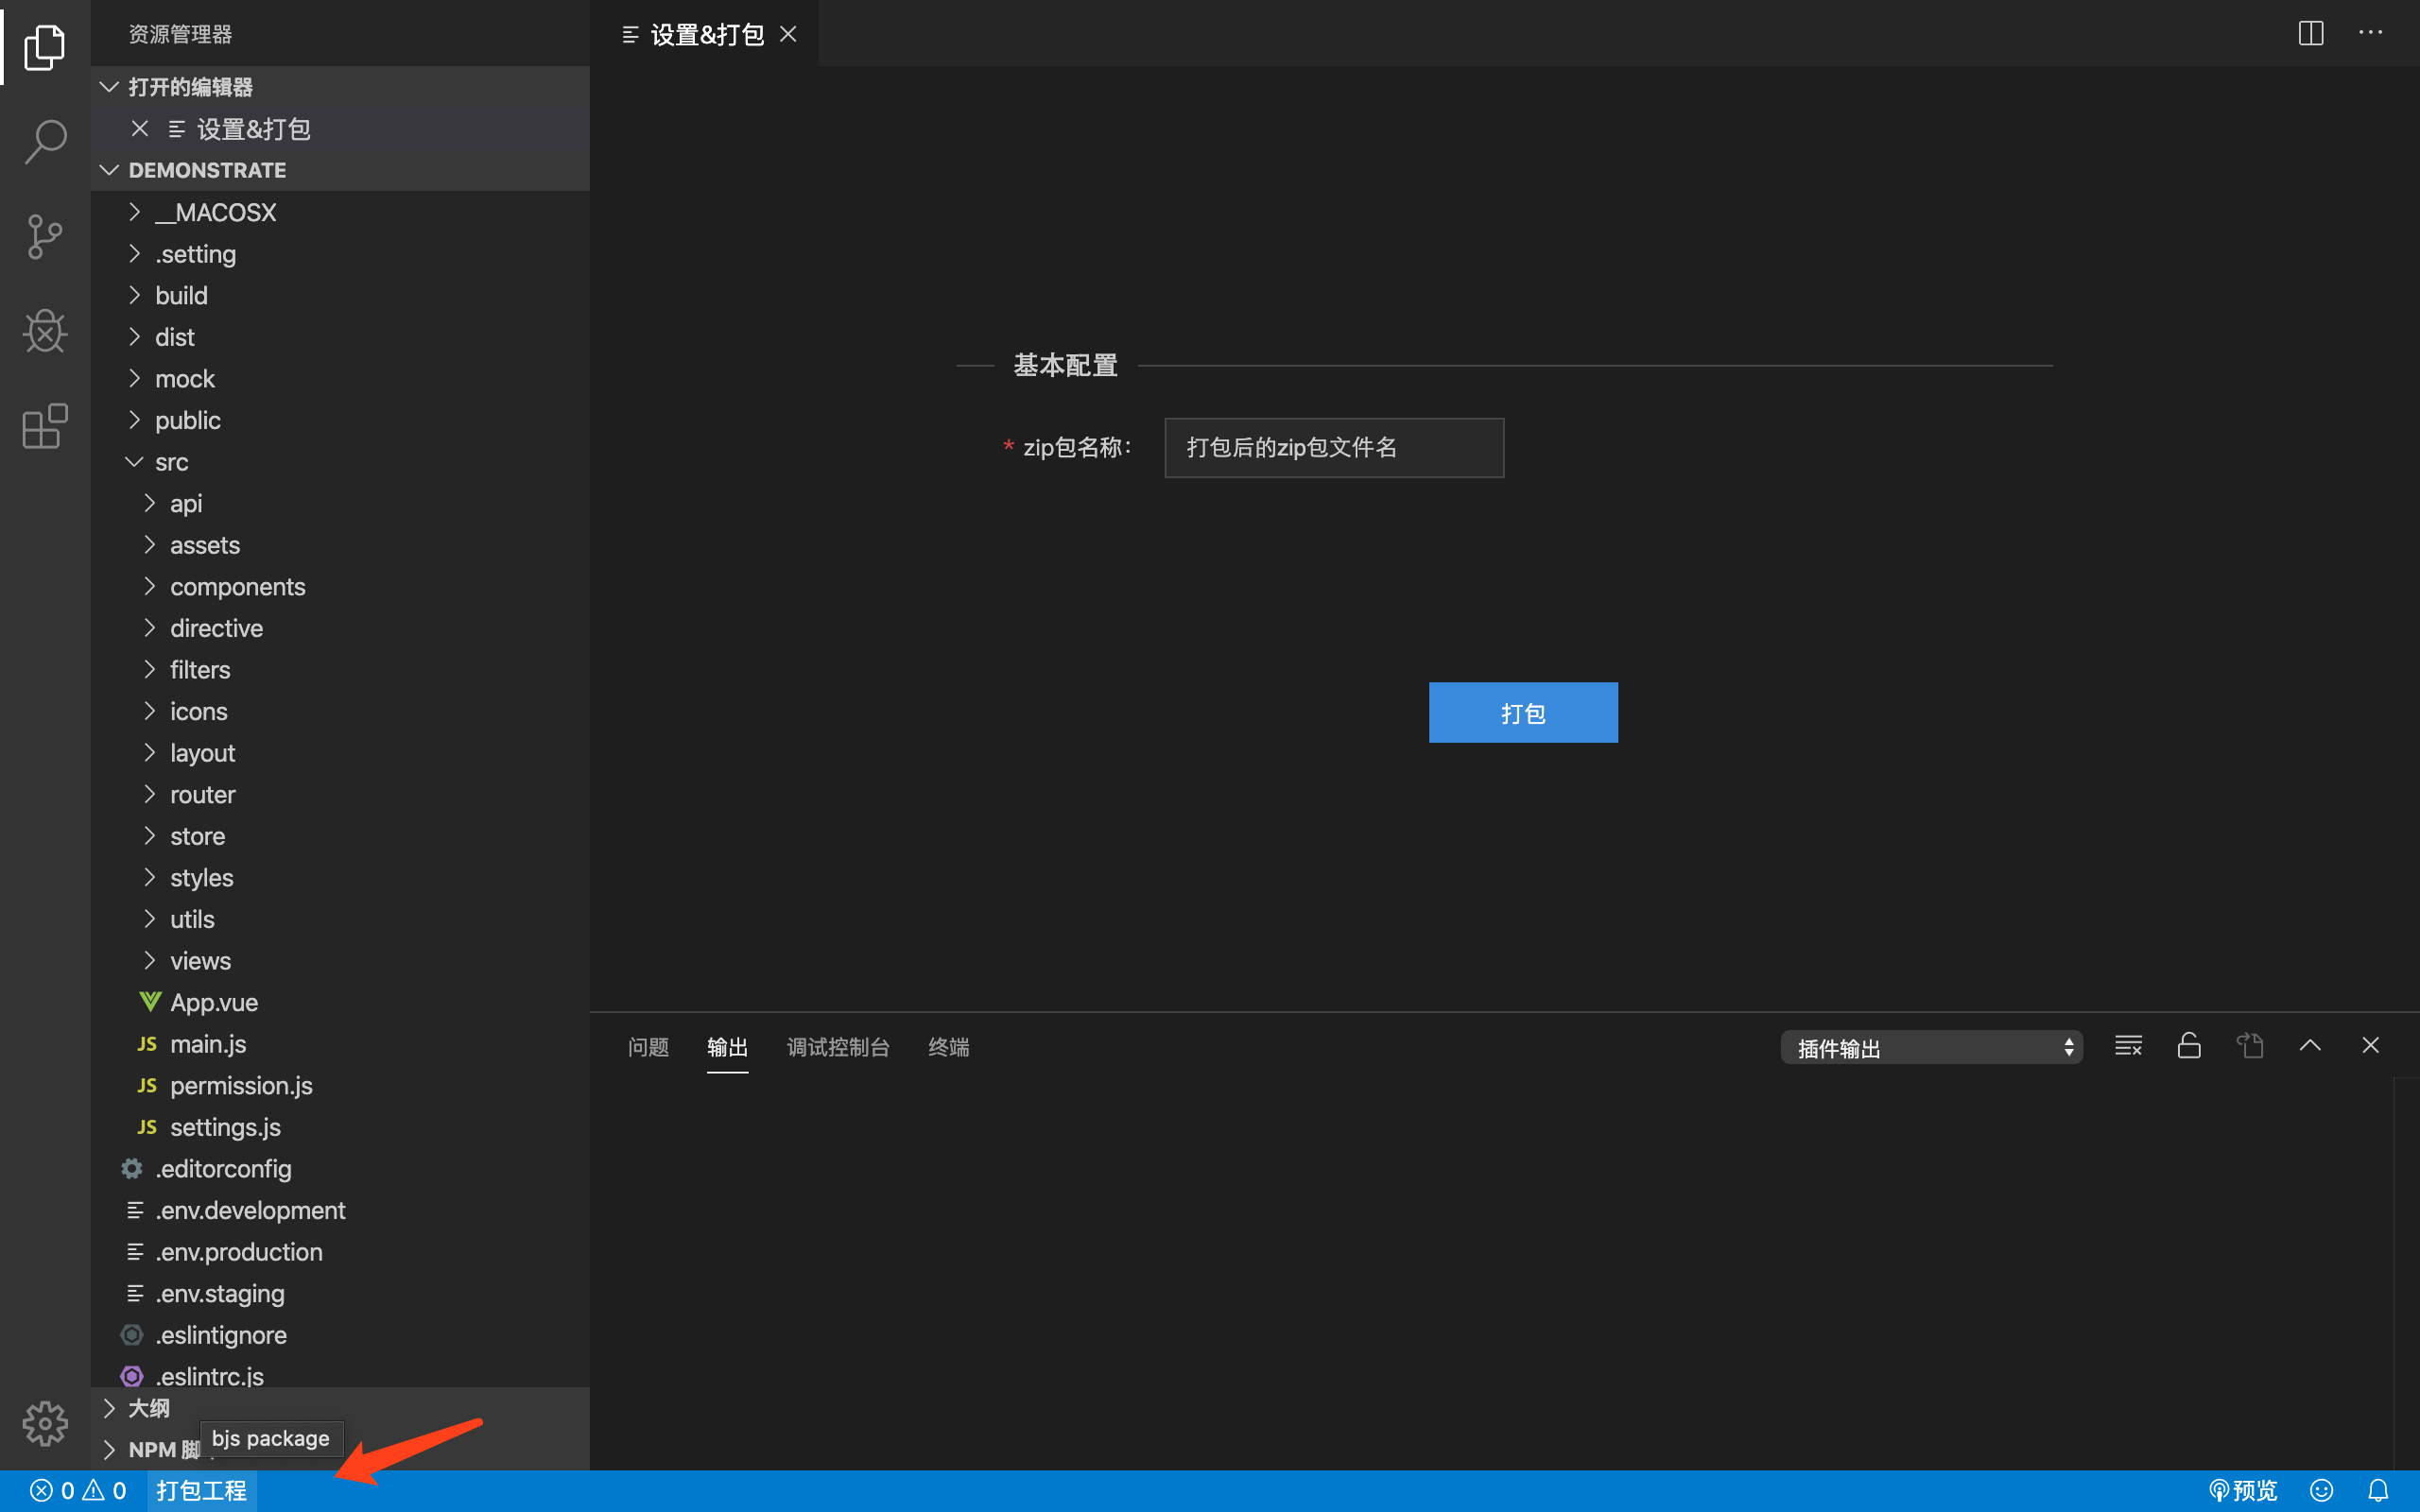 资源管理器
打开的编辑器
设置&打包
DEMONSTRATE
__MACOSX
.setting
build
dist
mock
public
src
api
assets
components
directive
filters
icons
layout
router
store
styles
utils
views
App.vue
JS main.js
JS permission.js
JS settings.js
.editorconfig
.env.development
.env.production
.env.staging
.eslintignore
.eslintrc.js
大纲
NPM 脚
bjs package
设置&打包
基本配置
* zip包名称：
打包后的zip包文件名
打包
问题 输出 调试控制台 终端
插件输出
0 0 打包工程
预览